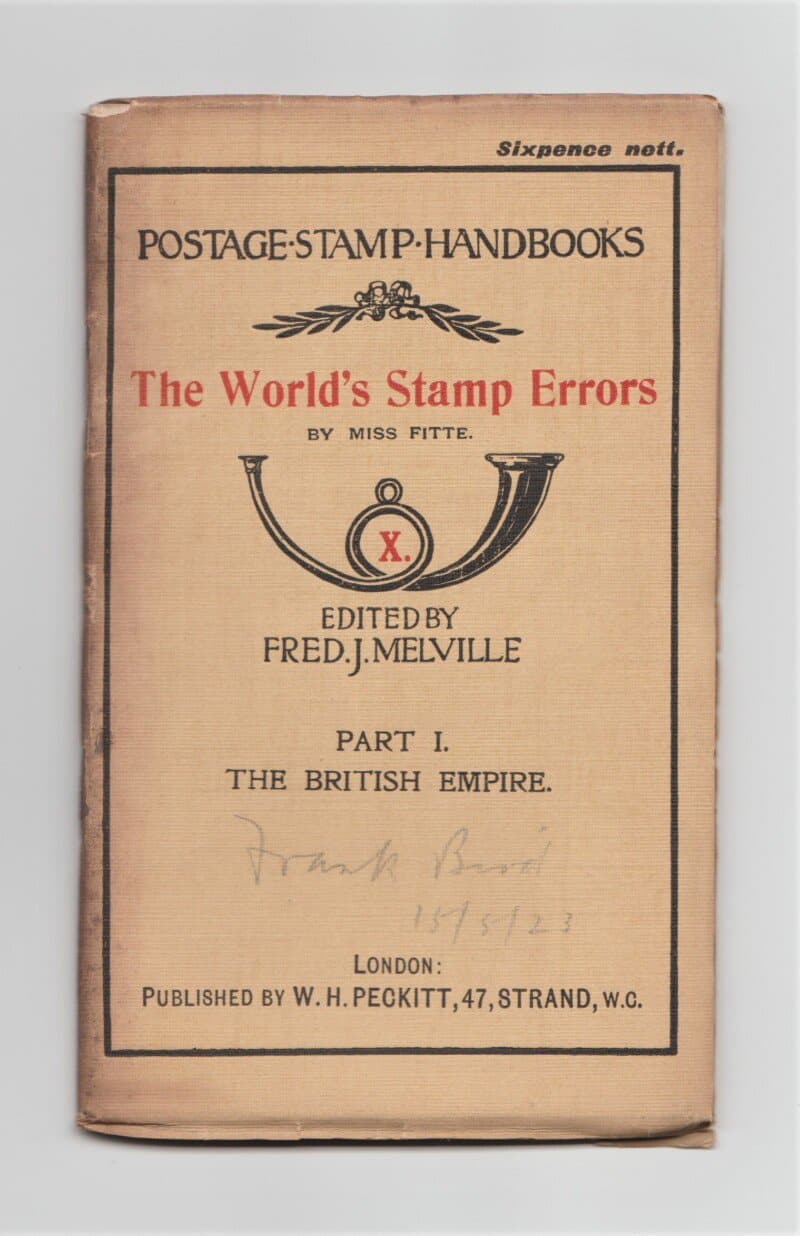 Sixpence nett.
POSTAGE·STAMP·HANDBOOKS
The World's Stamp Errors
BY MISS FITTE.
X.
EDITED BY
FRED.J.MELVILLE
PART I.
THE BRITISH EMPIRE.
Frank Bird
15/5/23
LONDON:
PUBLISHED BY W. H. PECKITT, 47, STRAND, W.C.